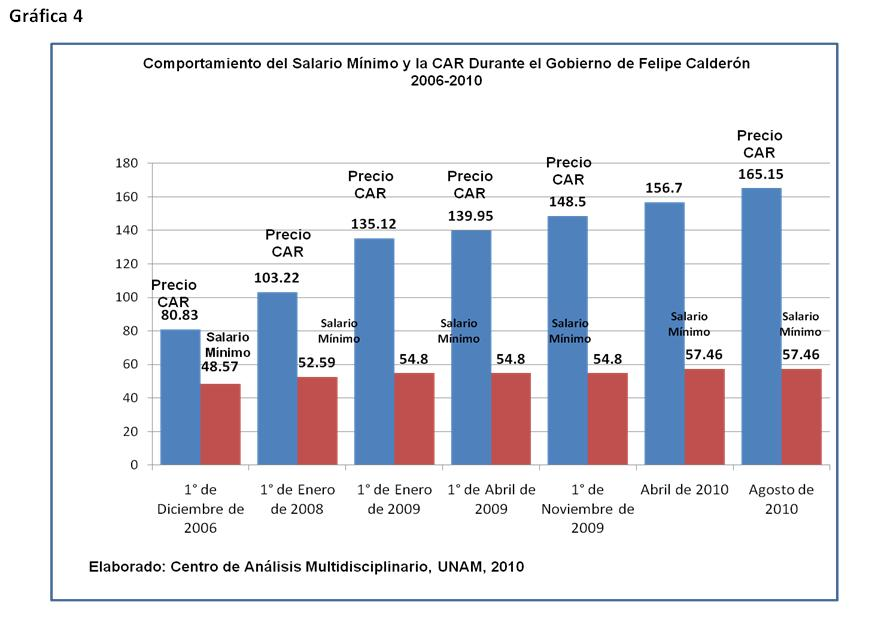 Gráfica 4
Comportamiento del Salario Mínimo y la CAR Durante el Gobierno de Felipe Calderón
2006-2010
180
160
140
120
100
80
60
40
20
0
Precio
CAR
80.83
Salario
Mínimo
48.57
Precio
CAR
103.22
52.59
Precio
CAR
135.12
Salario
Mínimo
54.8
Precio
CAR
139.95
Salario
Mínimo
54.8
Precio
CAR
148.5
Salario
Mínimo
54.8
156.7
Salario
Mínimo
57.46
Precio
CAR
165.15
Salario
Mínimo
57.46
1° de
Diciembre de
2006
1° de Enero
de 2008
1° de Enero
de 2009
1° de Abril de
2009
1° de
Noviembre de
2009
Abril de 2010
Agosto de
2010
Elaborado: Centro de Análisis Multidisciplinario, UNAM, 2010